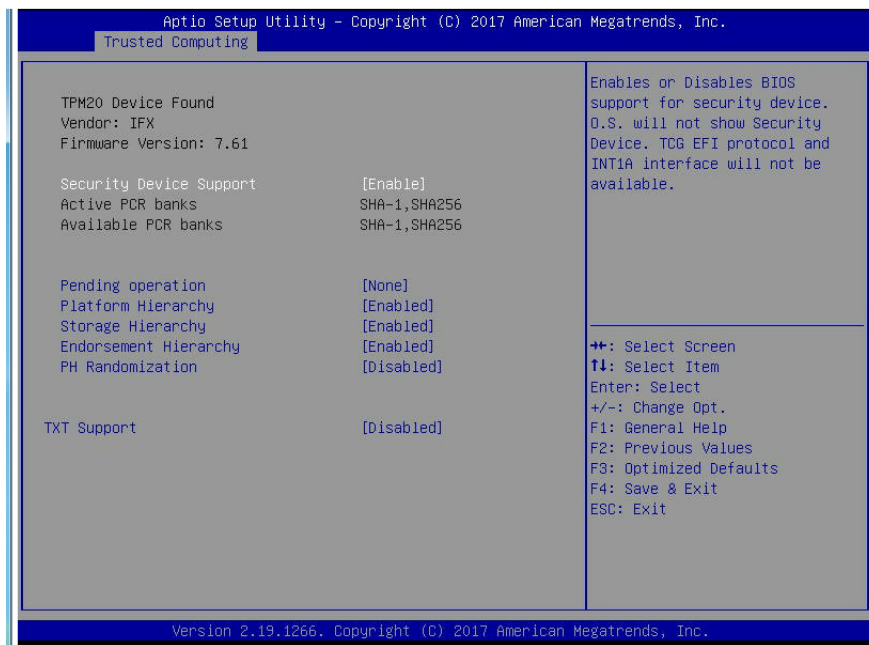 Aptio Setup Utility – Copyright (C) 2017 American Megatrends, Inc.
Trusted Computing
TPM20 Device Found
Vendor: IFX
Firmware Version: 7.61
Security Device Support [Enable]
Active PCR banks SHA-1,SHA256
Available PCR banks SHA-1,SHA256
Pending operation [None]
Platform Hierarchy [Enabled]
Storage Hierarchy [Enabled]
Endorsement Hierarchy [Enabled]
PH Randomization [Disabled]
TXT Support [Disabled]
Enables or Disables BIOS
support for security device.
O.S. will not show Security
Device. TCG EFI protocol and
INT1A interface will not be
available.
→←: Select Screen
↑↓: Select Item
Enter: Select
+/-: Change Opt.
F1: General Help
F2: Previous Values
F3: Optimized Defaults
F4: Save & Exit
ESC: Exit
Version 2.19.1266. Copyright (C) 2017 American Megatrends, Inc.